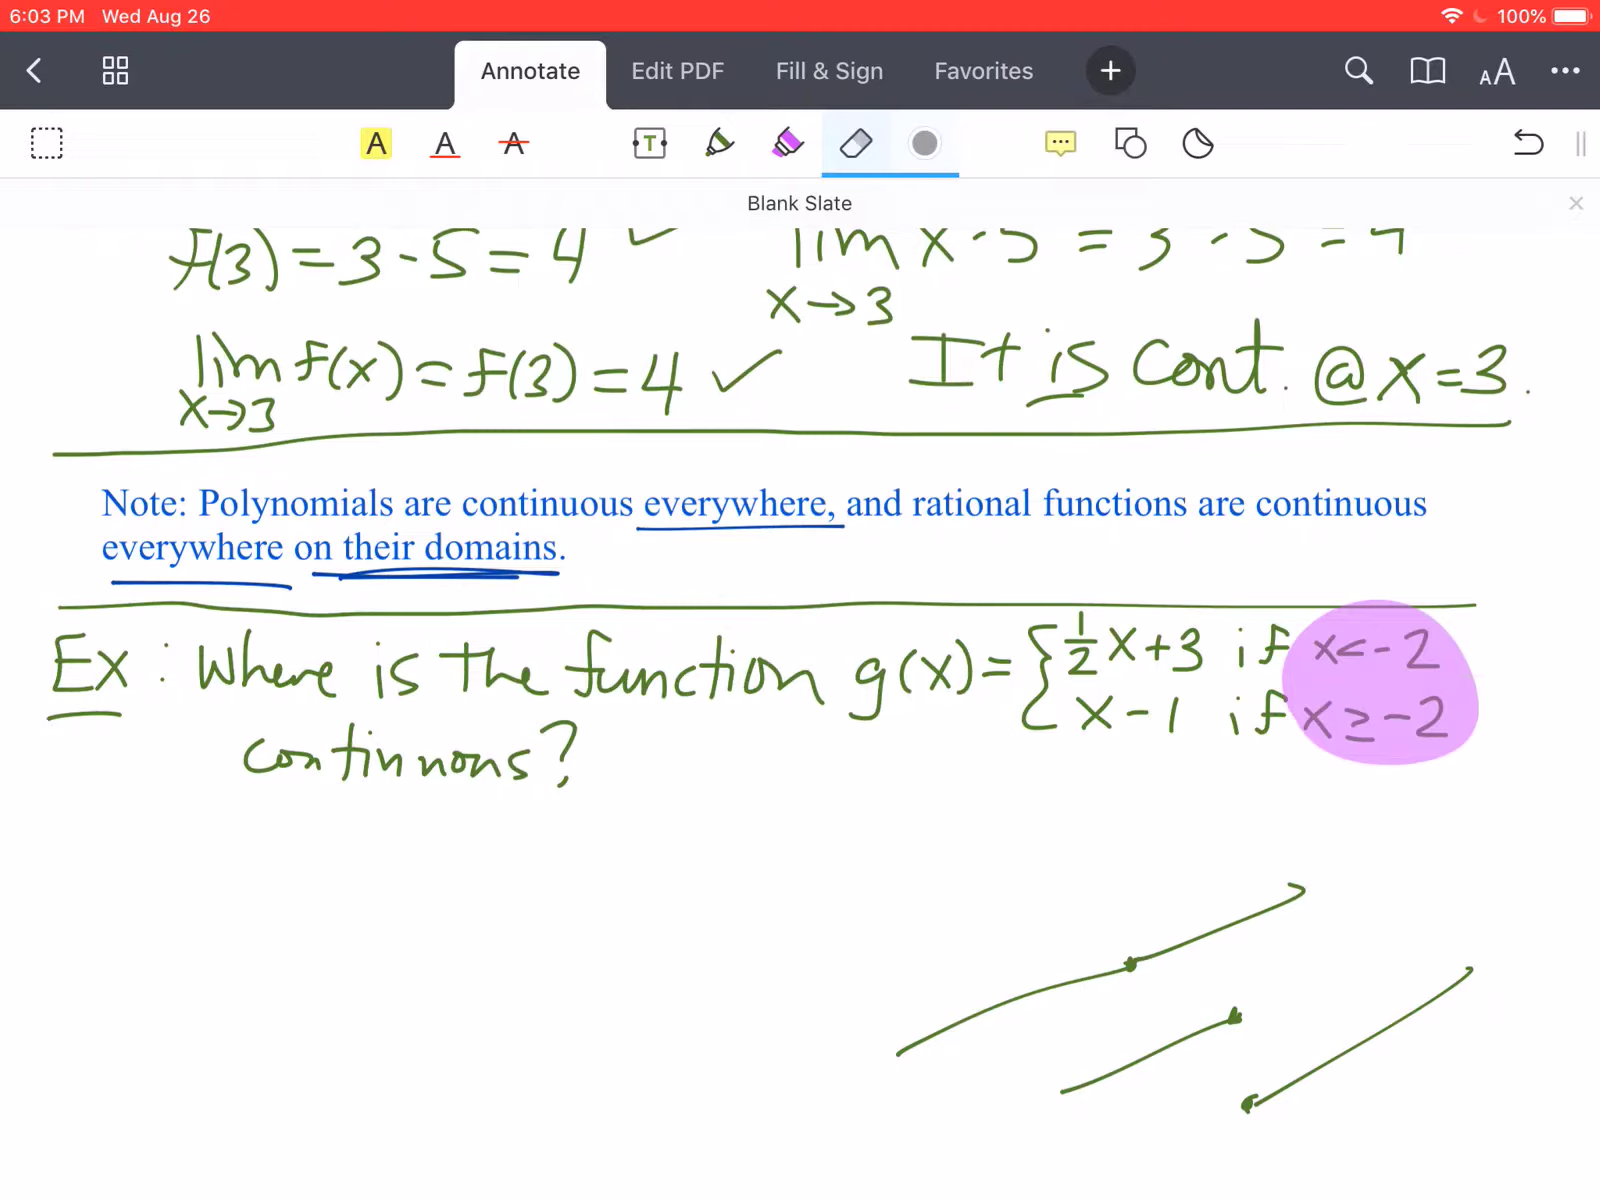 6:03 PM Wed Aug 26 100%
Annotate Edit PDF Fill & Sign Favorites +
AA
A A A T
Blank Slate
f(3) = 3 - 5 = 4 ✓ lim x - 5 = 3 - 5 = 4
x→3
lim f(x) = f(3) = 4 ✓ It is cont. @ x = 3.
x→3
Note: Polynomials are continuous everywhere, and rational functions are continuous
everywhere on their domains.
Ex: Where is the function g(x) = { ½x + 3 if x < -2
x - 1 if x ≥ -2
continuous?